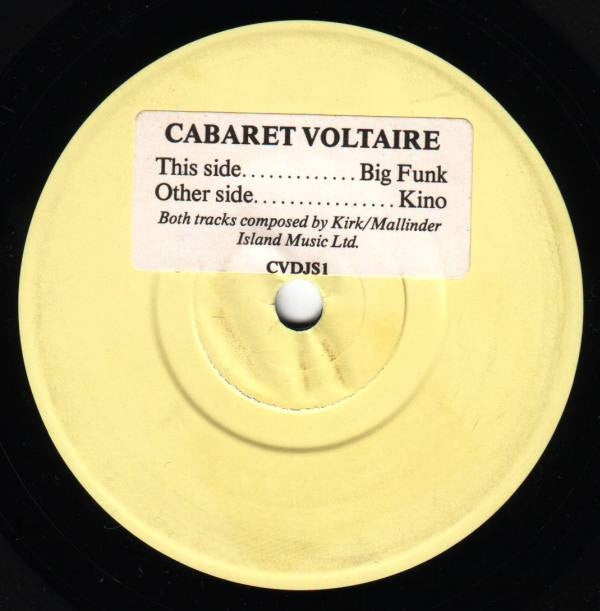 CABARET VOLTAIRE
This side............. Big Funk
Other side................ Kino
Both tracks composed by Kirk/Mallinder
Island Music Ltd.
CVDJS1